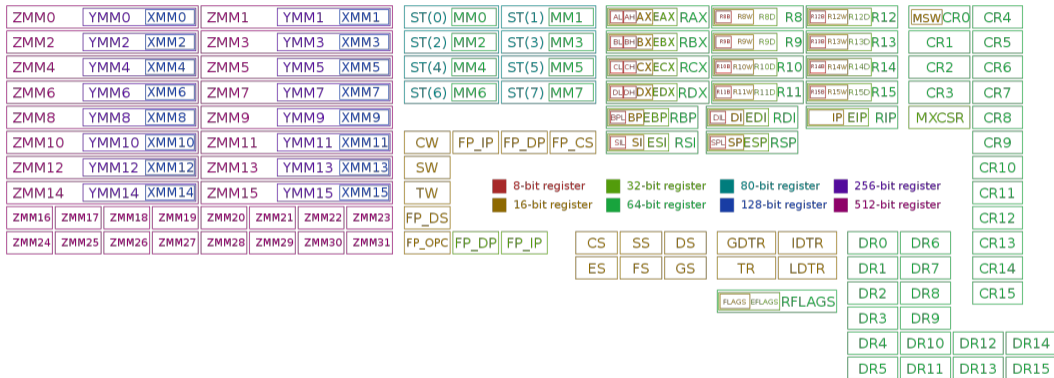 ZMM0 YMM0 XMM0 ZMM1 YMM1 XMM1 ST(0) MM0 ST(1) MM1 AL AH AX EAX RAX R8B R8W R8D R8 R12B R12W R12D R12 MSW CR0 CR4
ZMM2 YMM2 XMM2 ZMM3 YMM3 XMM3 ST(2) MM2 ST(3) MM3 BL BH BX EBX RBX R9B R9W R9D R9 R13B R13W R13D R13 CR1 CR5
ZMM4 YMM4 XMM4 ZMM5 YMM5 XMM5 ST(4) MM4 ST(5) MM5 CL CH CX ECX RCX R10B R10W R10D R10 R14B R14W R14D R14 CR2 CR6
ZMM6 YMM6 XMM6 ZMM7 YMM7 XMM7 ST(6) MM6 ST(7) MM7 DL DH DX EDX RDX R11B R11W R11D R11 R15B R15W R15D R15 CR3 CR7
ZMM8 YMM8 XMM8 ZMM9 YMM9 XMM9 BPL BP EBP RBP DIL DI EDI RDI IP EIP RIP MXCSR CR8
ZMM10 YMM10 XMM10 ZMM11 YMM11 XMM11 CW FP_IP FP_DP FP_CS SIL SI ESI RSI SPL SP ESP RSP CR9
ZMM12 YMM12 XMM12 ZMM13 YMM13 XMM13 SW CR10
ZMM14 YMM14 XMM14 ZMM15 YMM15 XMM15 TW 8-bit register 32-bit register 80-bit register 256-bit register CR11
ZMM16 ZMM17 ZMM18 ZMM19 ZMM20 ZMM21 ZMM22 ZMM23 FP_DS 16-bit register 64-bit register 128-bit register 512-bit register CR12
ZMM24 ZMM25 ZMM26 ZMM27 ZMM28 ZMM29 ZMM30 ZMM31 FP_OPC FP_DP FP_IP CS SS DS GDTR IDTR DR0 DR6 CR13
ES FS GS TR LDTR DR1 DR7 CR14
FLAGS EFLAGS RFLAGS DR2 DR8 CR15
DR3 DR9
DR4 DR10 DR12 DR14
DR5 DR11 DR13 DR15